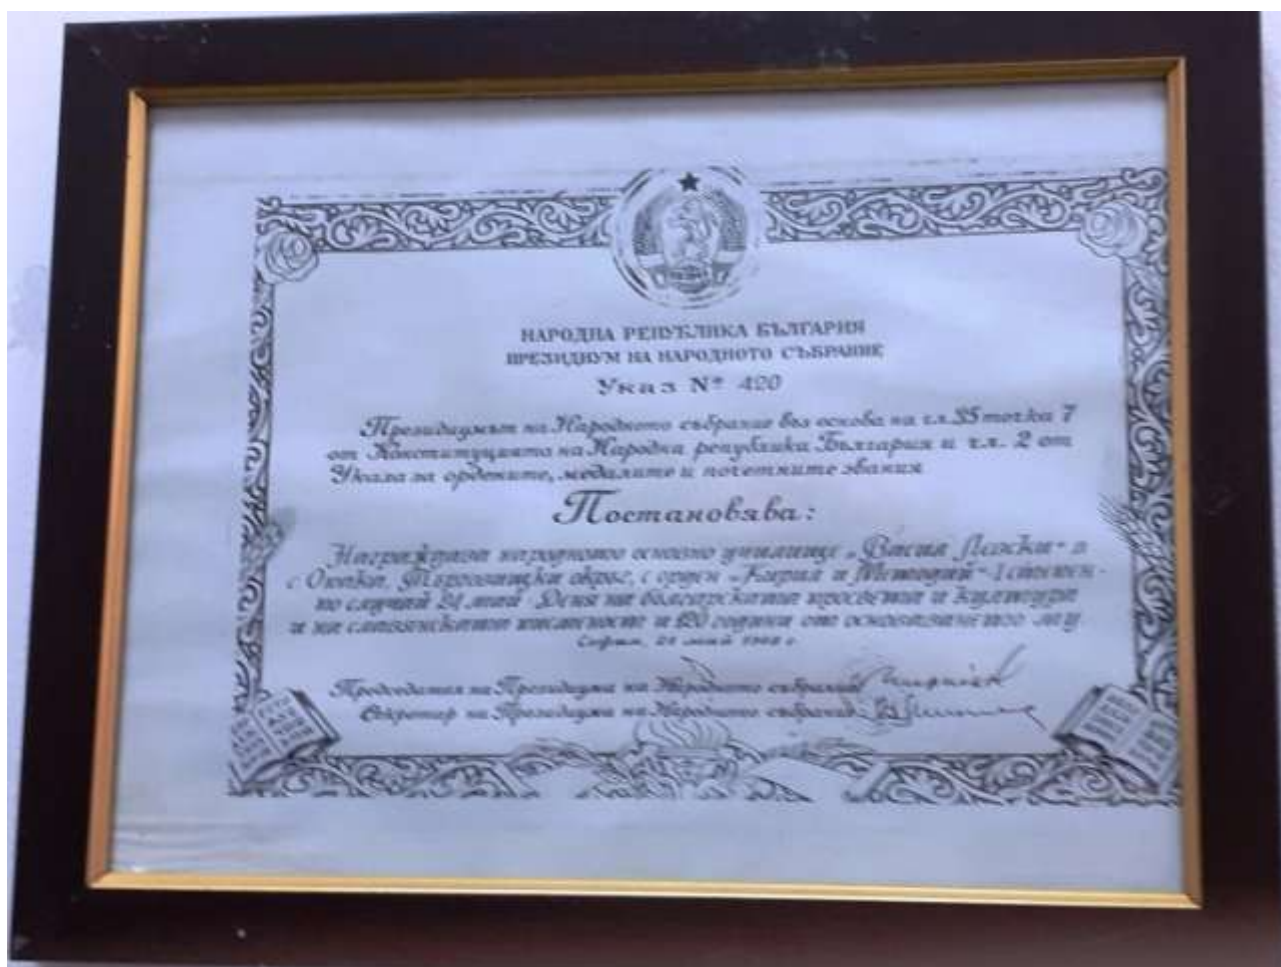 НАРОДНА РЕПУБЛИКА БЪЛГАРИЯ
ПРЕЗИДИУМ НА НАРОДНОТО СЪБРАНИЕ
Указ № 420
Президиумът на Народното събрание въз основа на чл. 35 точка 7
от Конституцията на Народна република България и чл. 2 от
Указа за ордените, медалите и почетните звания
Постановява:
Награждава народното основно училище „Васил Левски“ в
с. Търговищки окръг, с орден „Кирил и Методий“ - I степен -
по случай 24 май - Деня на българската просвета и култура
и на славянската писменост и 120 години от основаването му.
София, май
Председател на Президиума на Народното събрание:
Секретар на Президиума на Народното събрание: